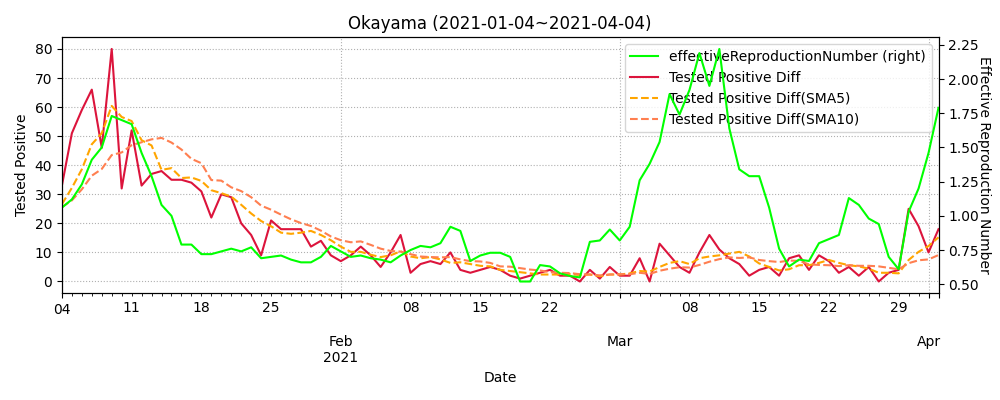 Okayama (2021-01-04~2021-04-04)
effectiveReproductionNumber (right)
Tested Positive Diff
Tested Positive Diff(SMA5)
Tested Positive Diff(SMA10)
Tested Positive
80
70
60
50
40
30
20
10
0
2.25
2.00
1.75
1.50
1.25
1.00
0.75
0.50
Effective Reproduction Number
04 11 18 25 08 15 22 08 15 22 29
Feb Mar Apr
2021
Date